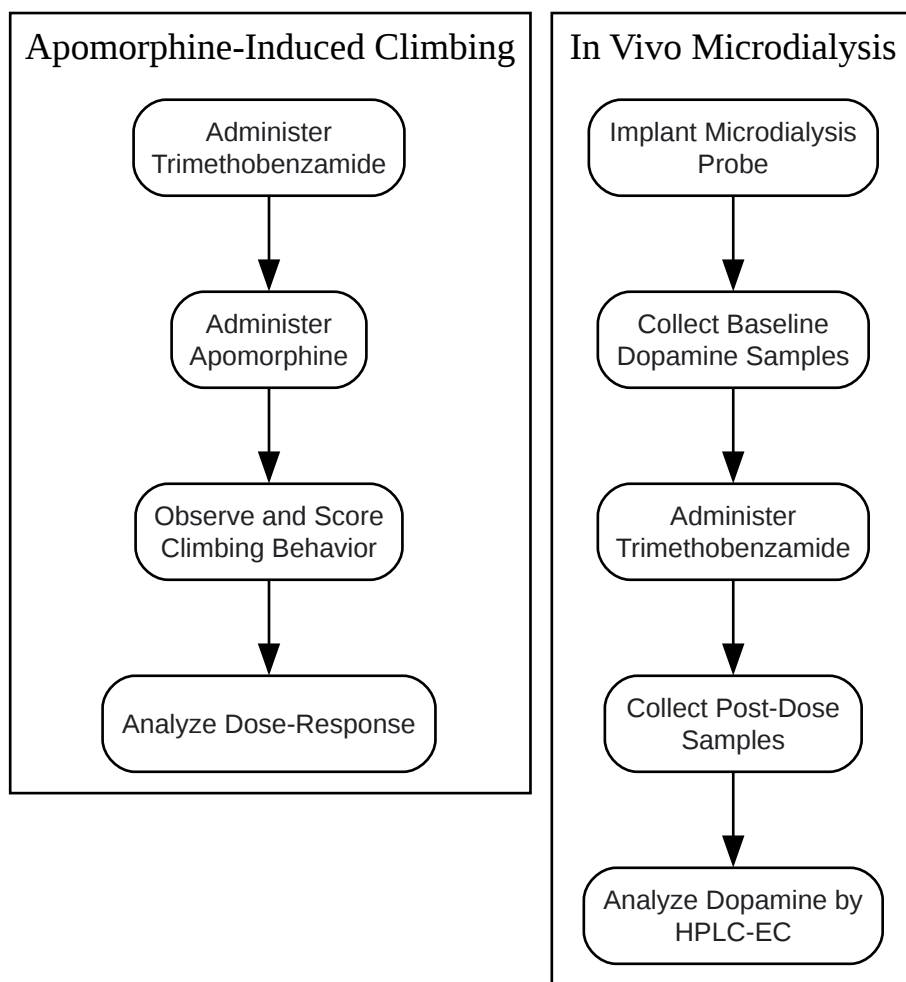 Apomorphine-Induced Climbing
Administer
Trimethobenzamide
Administer
Apomorphine
Observe and Score
Climbing Behavior
Analyze Dose-Response
In Vivo Microdialysis
Implant Microdialysis
Probe
Collect Baseline
Dopamine Samples
Administer
Trimethobenzamide
Collect Post-Dose
Samples
Analyze Dopamine by
HPLC-EC